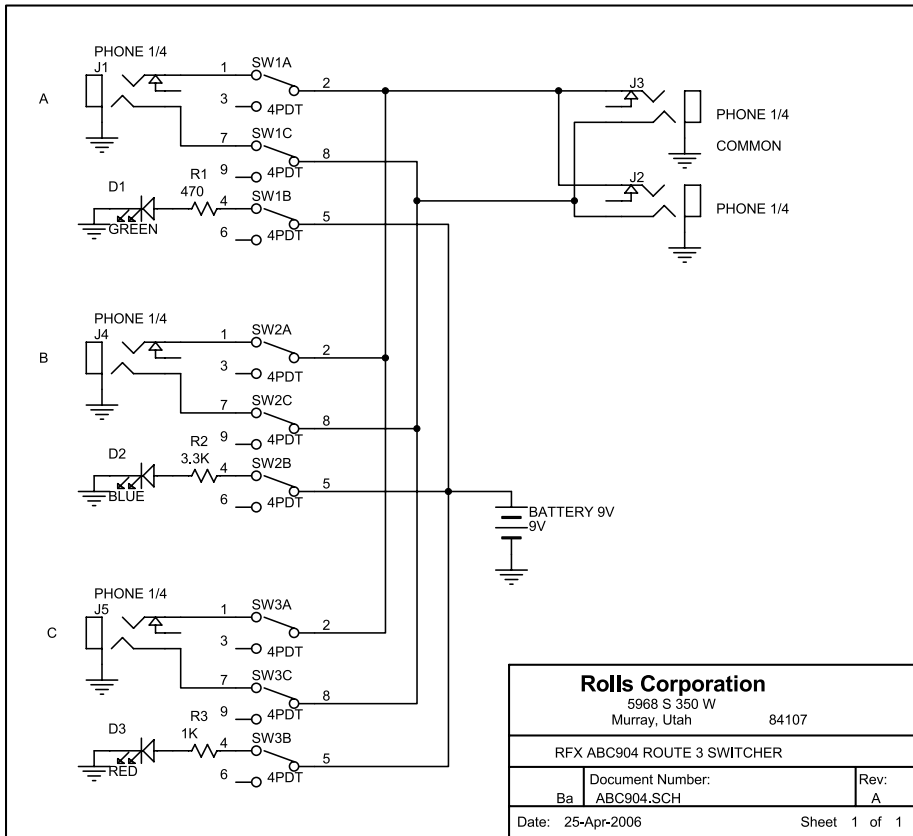 PHONE 1/4
J1
A
1
SW1A
2
3
4PDT
7
SW1C
8
9
4PDT
D1
R1
470
4
SW1B
5
GREEN
6
4PDT
J3
PHONE 1/4
COMMON
J2
PHONE 1/4
PHONE 1/4
J4
B
1
SW2A
2
3
4PDT
7
SW2C
8
9
4PDT
D2
R2
3.3K
4
SW2B
5
BLUE
6
4PDT
BATTERY 9V
9V
PHONE 1/4
J5
C
1
SW3A
2
3
4PDT
7
SW3C
8
9
4PDT
D3
R3
1K
4
SW3B
5
RED
6
4PDT
Rolls Corporation
5968 S 350 W
Murray, Utah 84107
RFX ABC904 ROUTE 3 SWITCHER
Document Number:
Rev:
Ba
ABC904.SCH
A
Date: 25-Apr-2006 Sheet 1 of 1